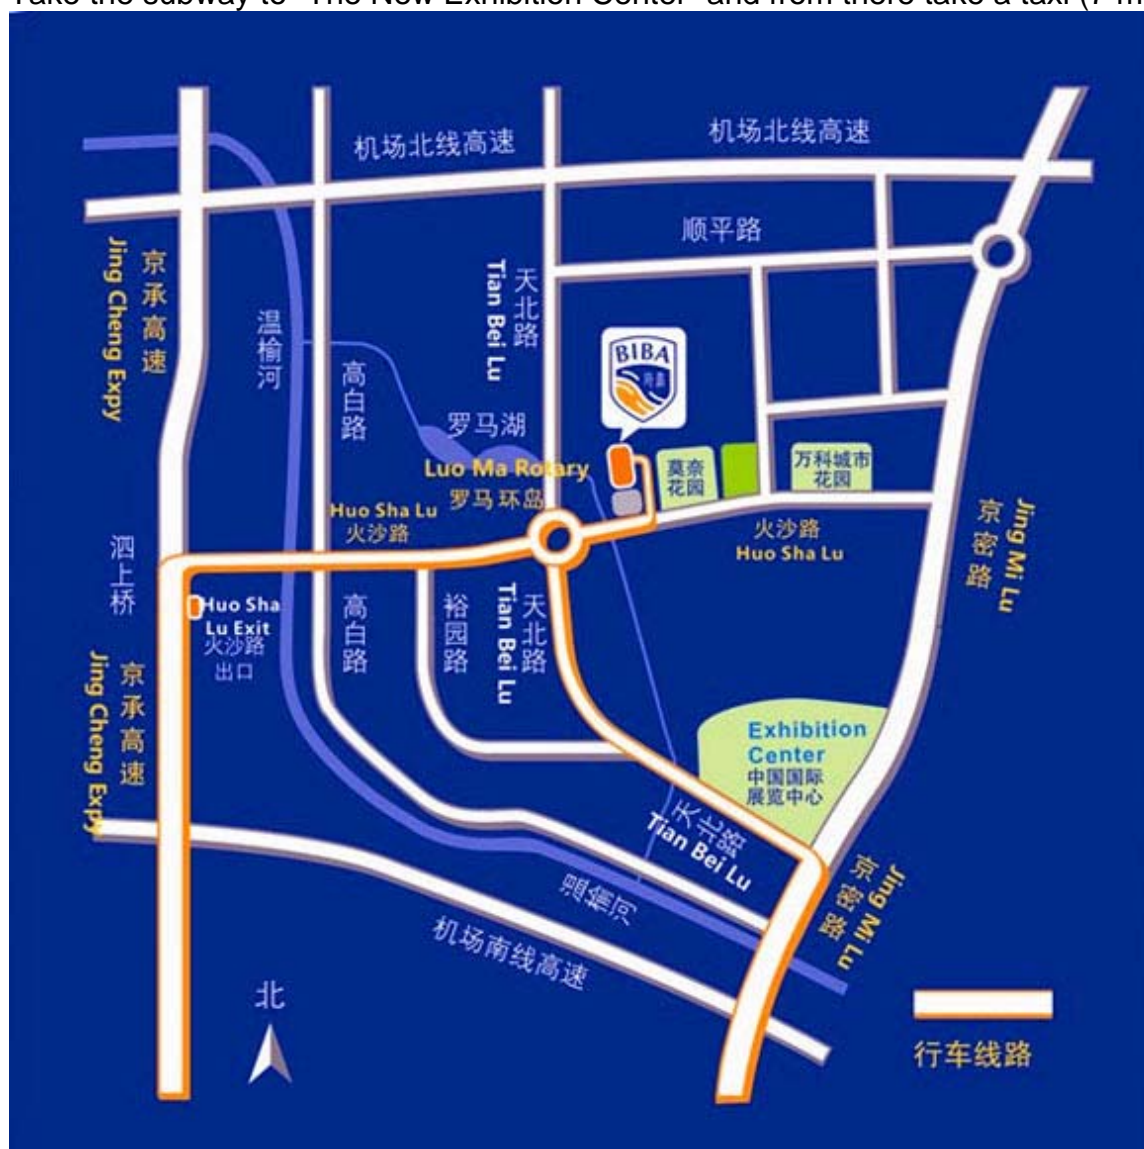 Take the subway to "The New Exhibition Center" and from there take a taxi (7 m
机场北线高速
机场北线高速
顺平路
京承高速
Jing Cheng Expy
温榆河
高白路
天北路
Tian Bei Lu
BIBA
罗马湖
Luo Ma Rotary
罗马环岛
莫奈
花园
万科城市
花园
Huo Sha Lu
火沙路
火沙路
Huo Sha Lu
京密路
Jing Mi Lu
泗上桥
Huo Sha
Lu Exit
火沙路
出口
高白路
裕园路
天北路
Tian Bei Lu
京承高速
Jing Cheng Expy
Exhibition
Center
中国国际
展览中心
天北路
Tian Bei Lu
京密路
Jing Mi Lu
温榆河
机场南线高速
北
行车线路